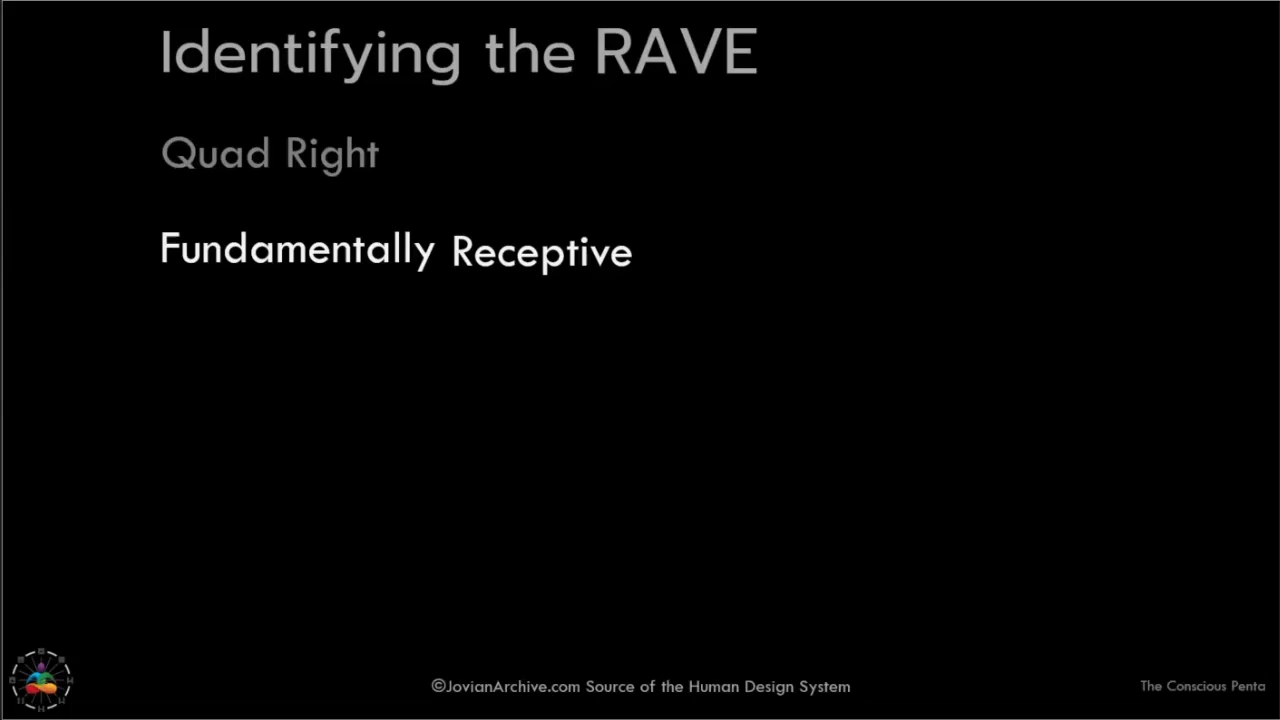 Identifying the RAVE
Quad Right
Fundamentally Receptive
©JovianArchive.com Source of the Human Design System
The Conscious Penta